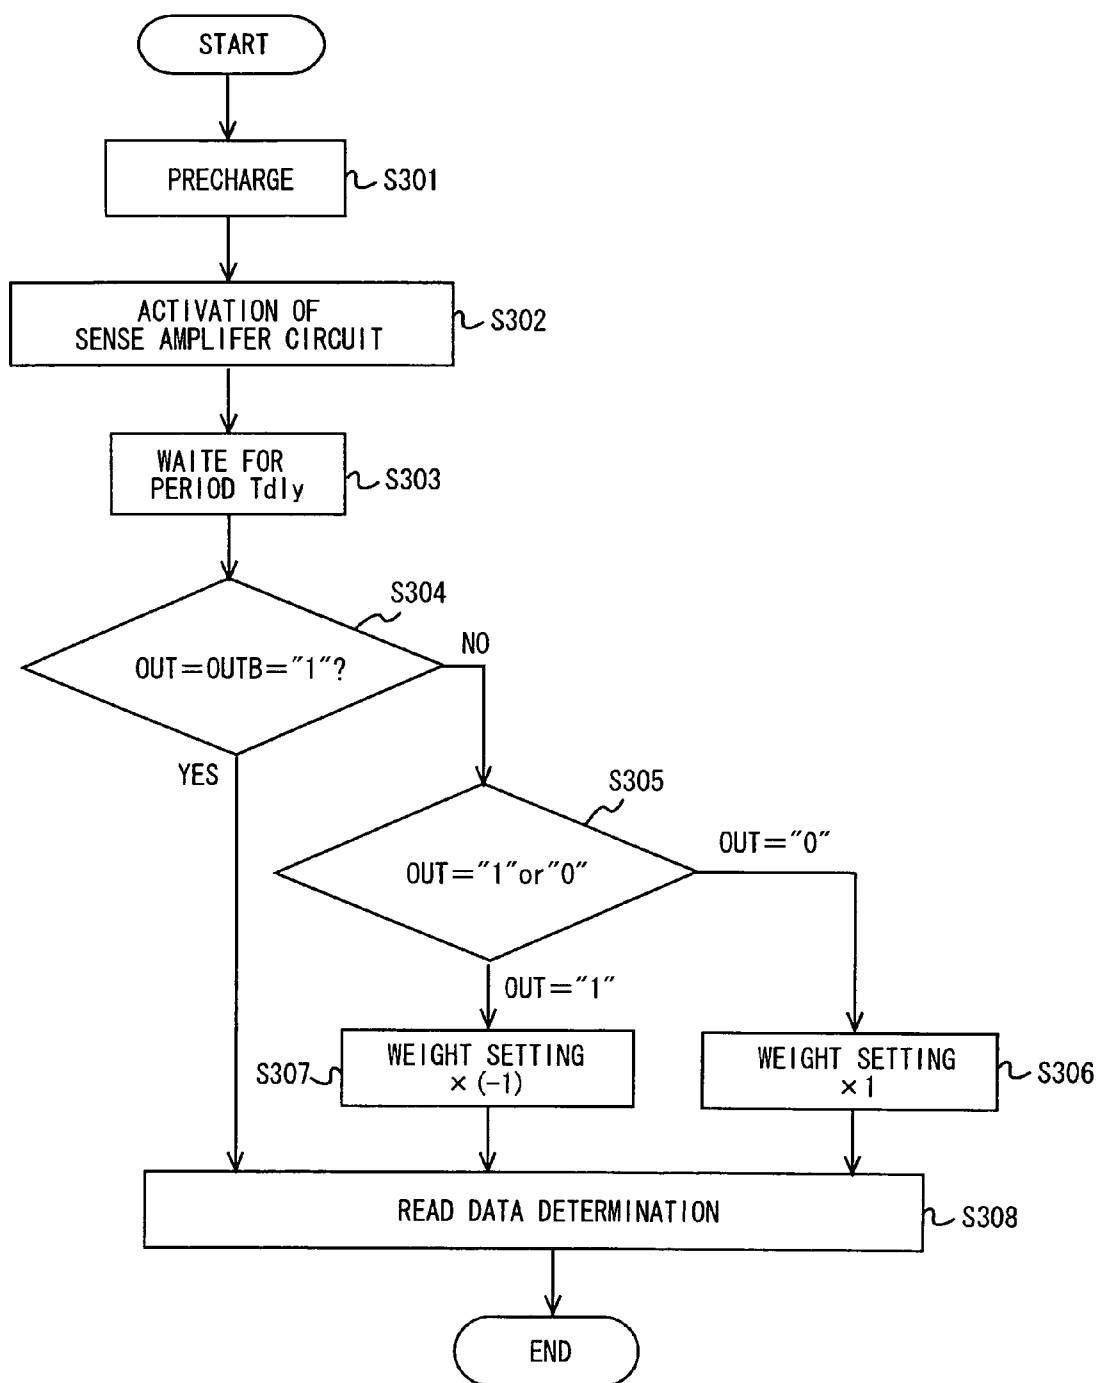 START
PRECHARGE
S301
ACTIVATION OF
SENSE AMPLIFER CIRCUIT
S302
WAITE FOR
PERIOD Tdly
S303
S304
OUT=OUTB="1"?
NO
YES
S305
OUT="1"or"0"
OUT="0"
OUT="1"
S307
WEIGHT SETTING
×(-1)
WEIGHT SETTING
×1
S306
READ DATA DETERMINATION
S308
END